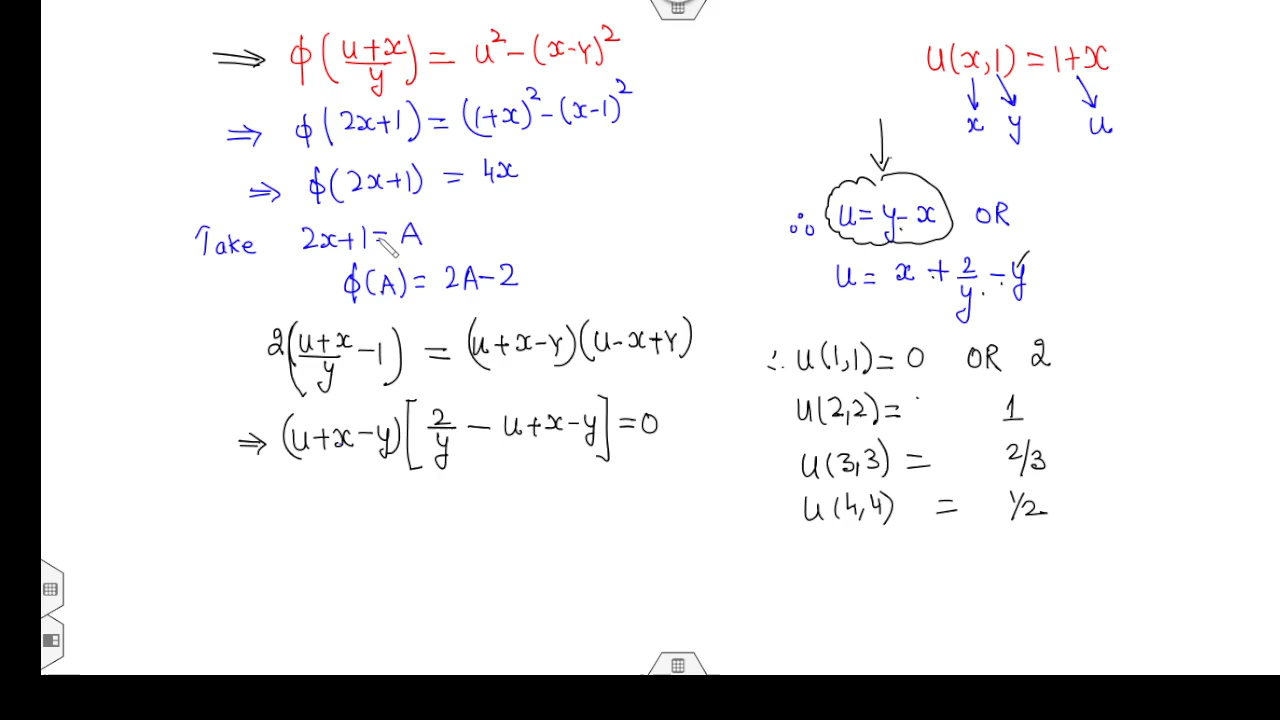 ⟹ ϕ((u+x)/y) = u² − (x−y)²
⟹ ϕ(2x+1) = (1+x)² − (x−1)²
⟹ ϕ(2x+1) = 4x
Take 2x+1 = A
ϕ(A) = 2A−2
2((u+x)/y − 1) = (u+x−y)(u−x+y)
⟹ (u+x−y)[2/y − u+x−y] = 0
u(x,1) = 1+x
x y u
∴ u = y−x OR
u = x + 2/y − y
∴ u(1,1) = 0 OR 2
u(2,2) = 1
u(3,3) = 2/3
u(4,4) = 1/2